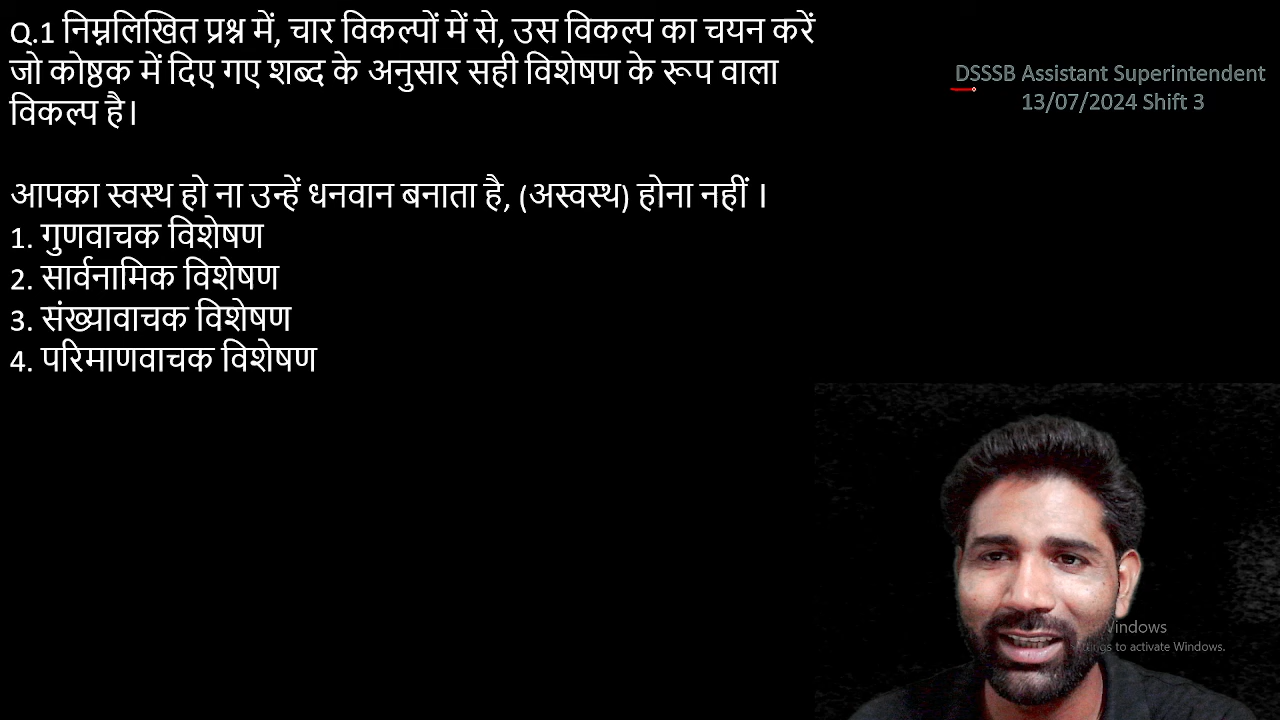 Q.1 निम्नलिखित प्रश्न में, चार विकल्पों में से, उस विकल्प का चयन करें
जो कोष्ठक में दिए गए शब्द के अनुसार सही विशेषण के रूप वाला
विकल्प है।
DSSSB Assistant Superintendent
13/07/2024 Shift 3
आपका स्वस्थ हो ना उन्हें धनवान बनाता है, (अस्वस्थ) होना नहीं ।
1. गुणवाचक विशेषण
2. सार्वनामिक विशेषण
3. संख्यावाचक विशेषण
4. परिमाणवाचक विशेषण
Windows
to activate Windows.